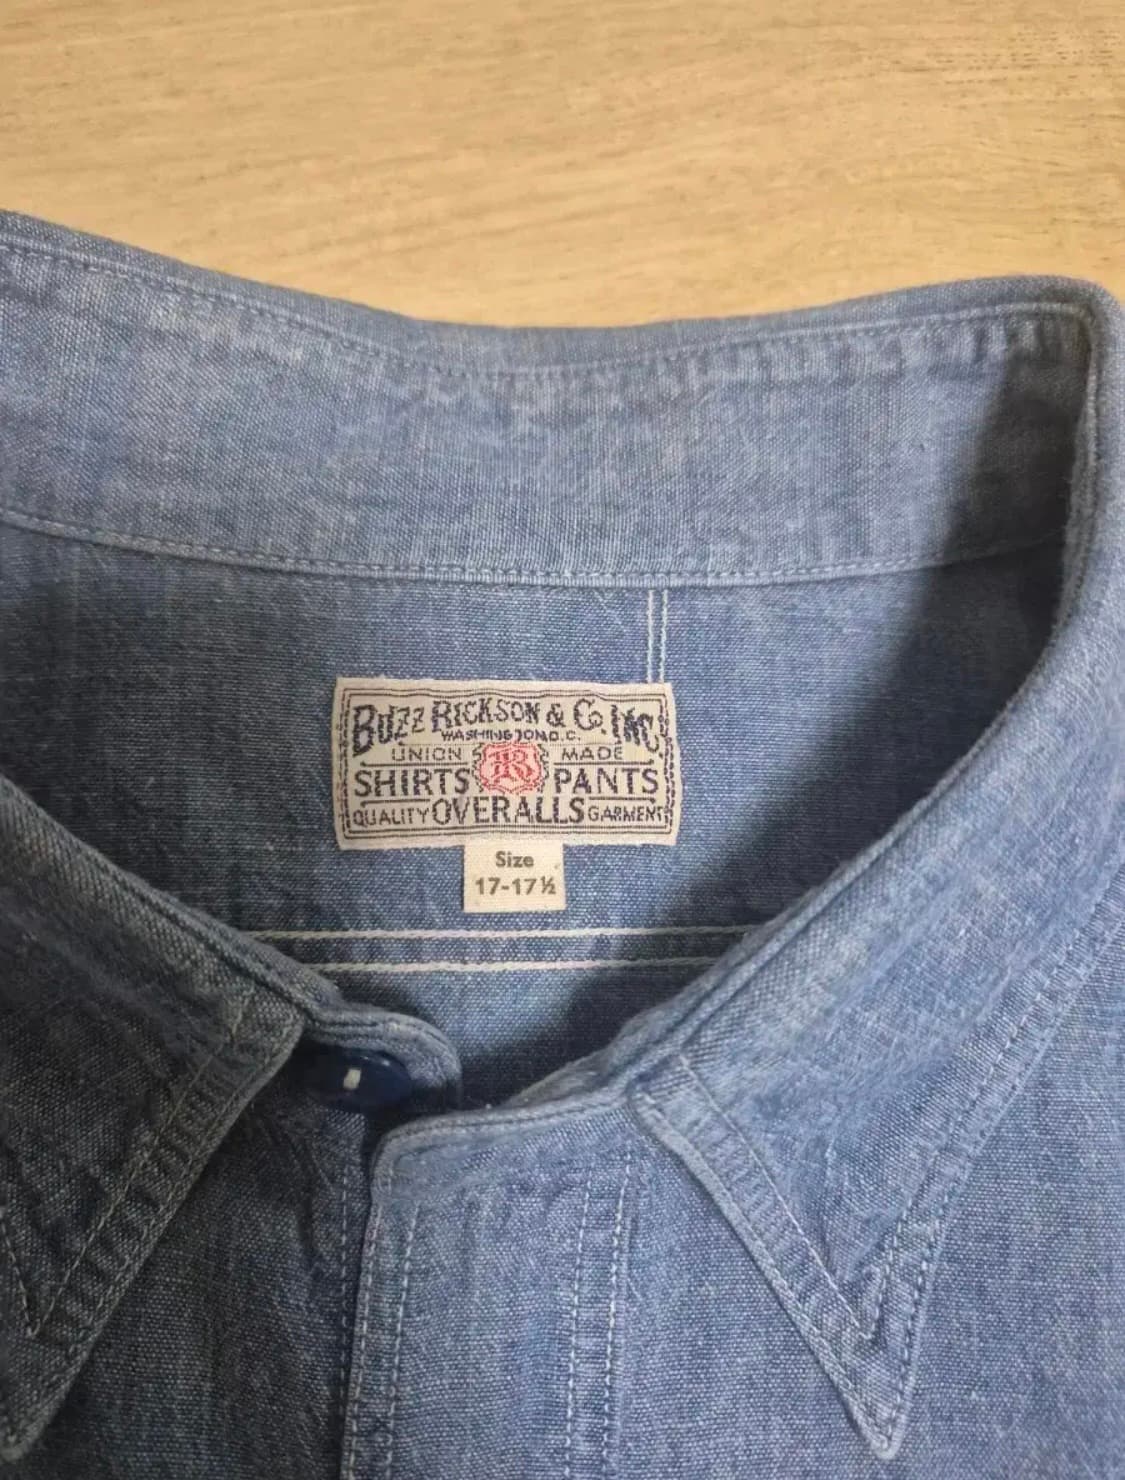 BUZZ RICKSON & CO. INC.
WASHINGTON D.C.
UNION MADE
SHIRTS PANTS
QUALITY OVERALLS GARMENT
Size
17-17½